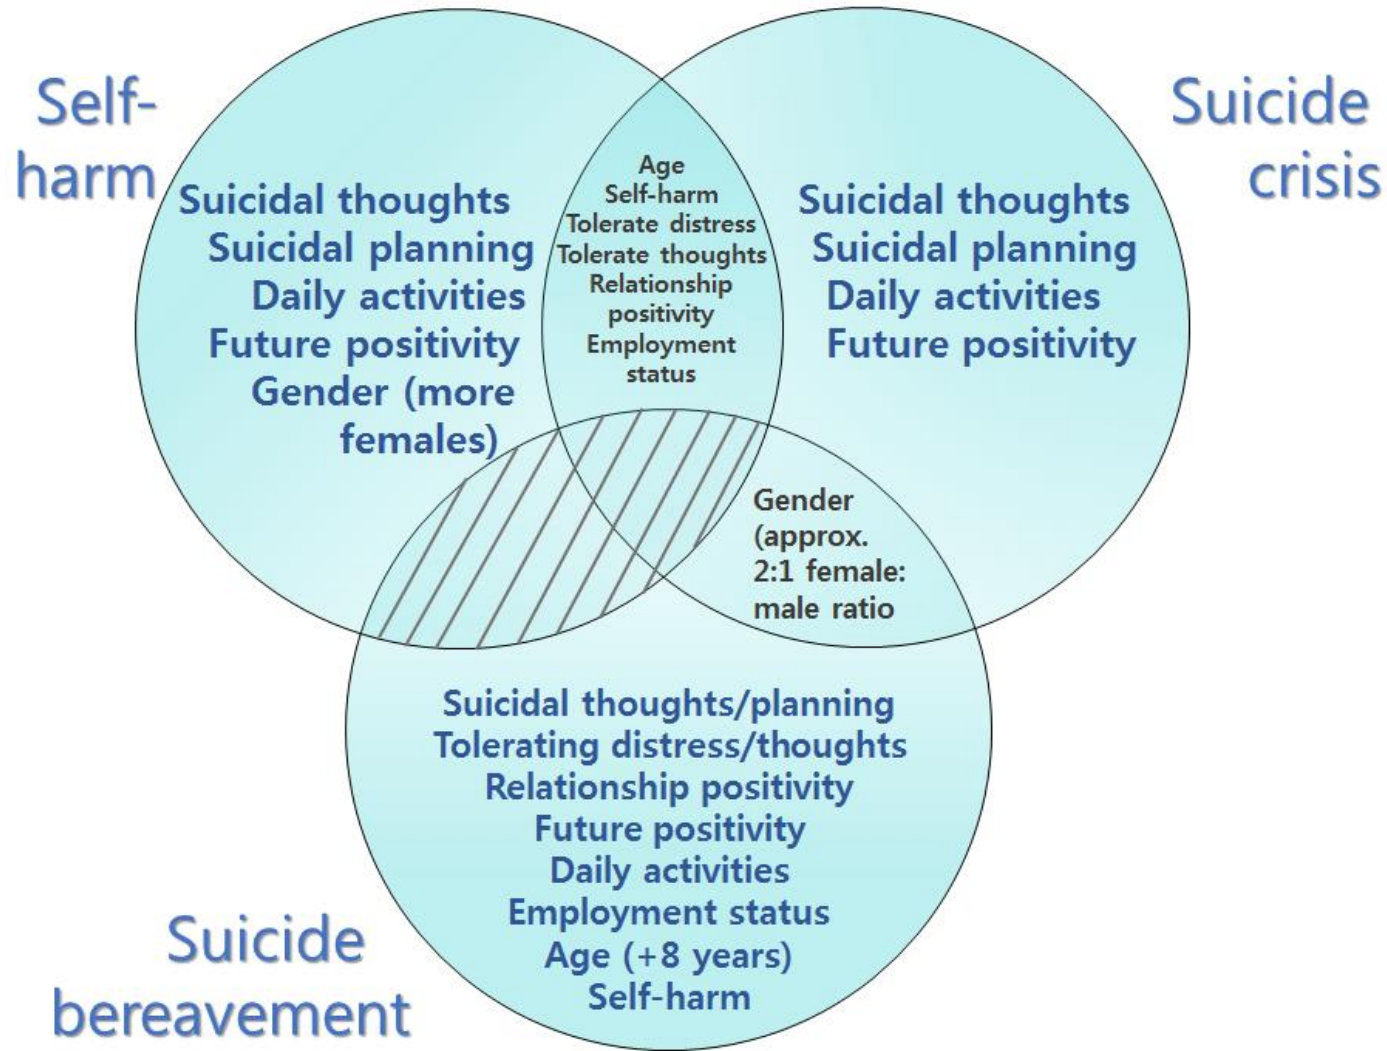 Self-
harm
Suicide
crisis
Suicidal thoughts
Suicidal planning
Daily activities
Future positivity
Gender (more
females)
Age
Self-harm
Tolerate distress
Tolerate thoughts
Relationship
positivity
Employment
status
Suicidal thoughts
Suicidal planning
Daily activities
Future positivity
Gender
(approx.
2:1 female:
male ratio
Suicidal thoughts/planning
Tolerating distress/thoughts
Relationship positivity
Future positivity
Daily activities
Employment status
Age (+8 years)
Self-harm
Suicide
bereavement